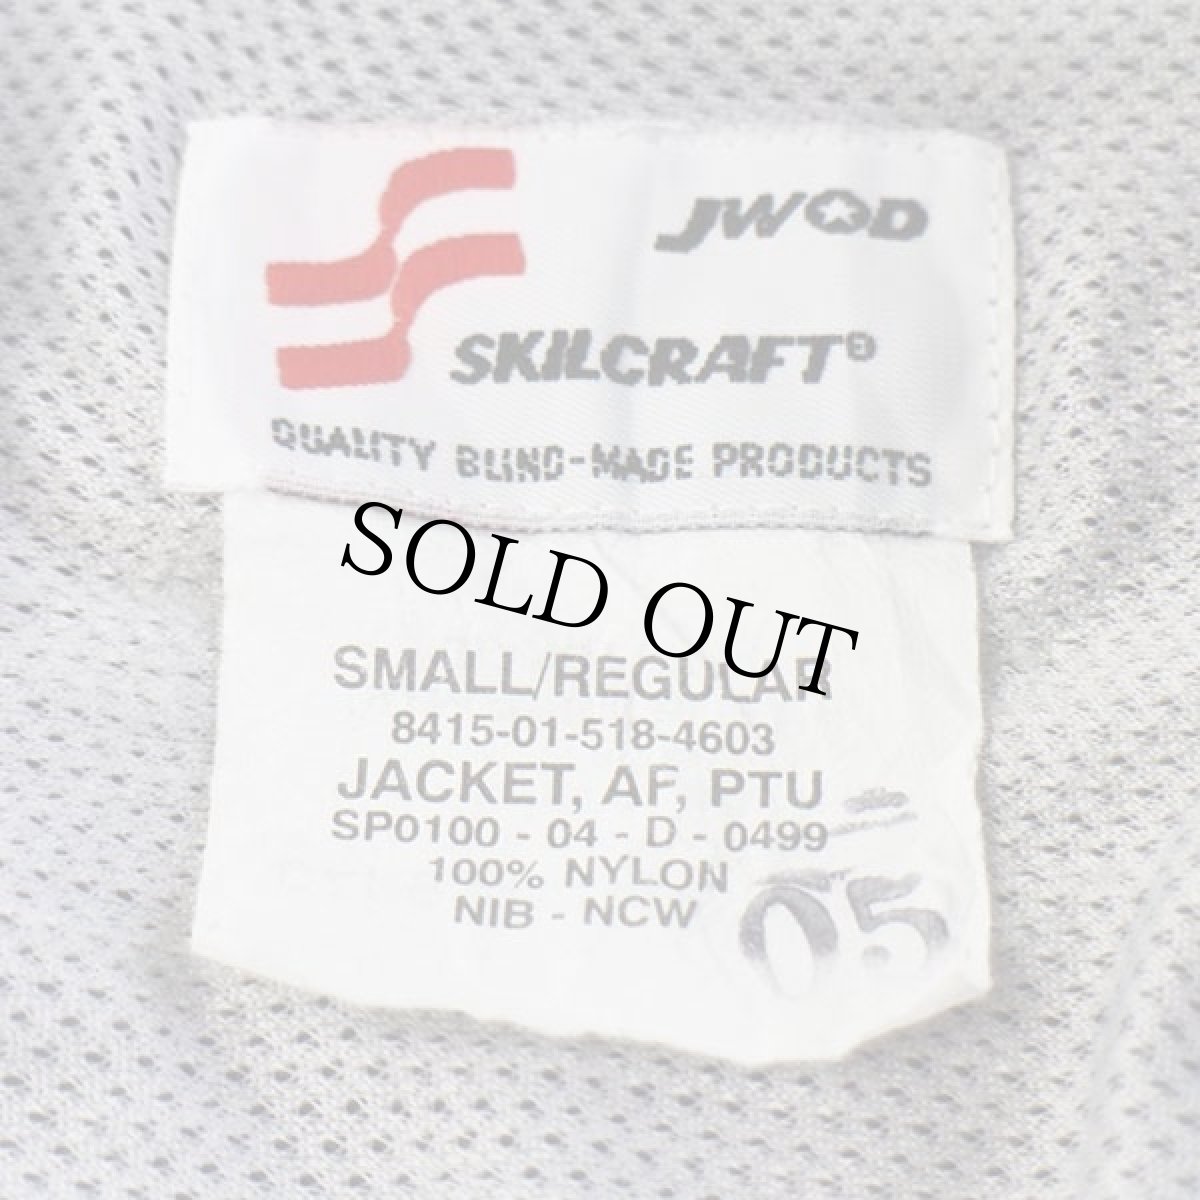 JWOD
SKILCRAFT®
QUALITY BLIND-MADE PRODUCTS
SOLD OUT
SMALL/REGULAR
8415-01-518-4603
JACKET, AF, PTU
SP0100 - 04 - D - 0499
100% NYLON
NIB - NCW
05